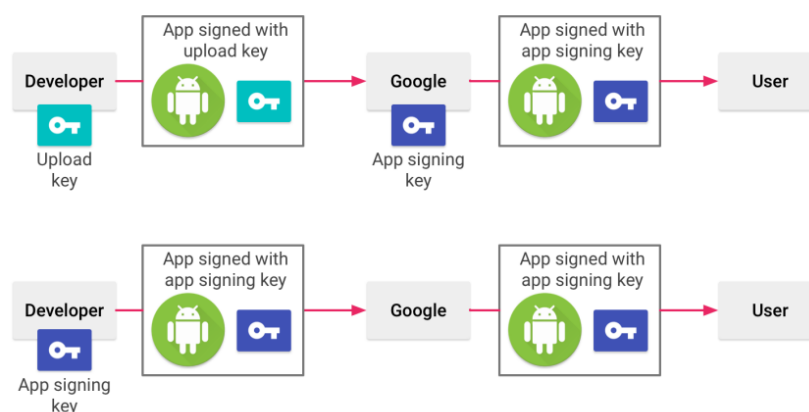 App signed with
upload key
App signed with
app signing key
Developer
Google
User
Upload
key
App signing
key
App signed with
app signing key
App signed with
app signing key
Developer
Google
User
App signing
key